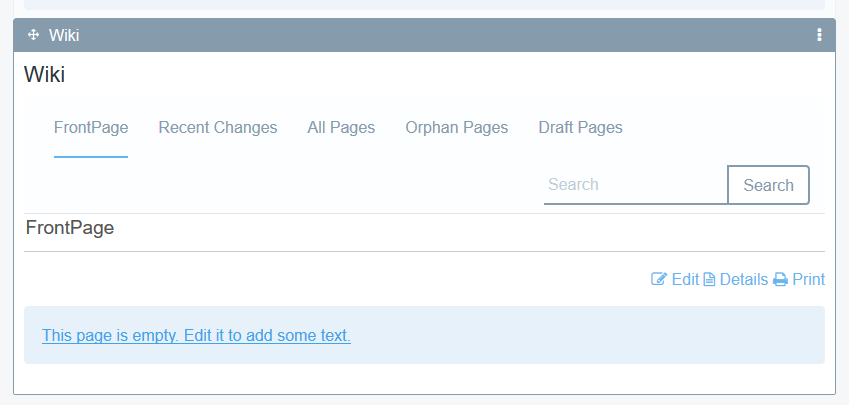 Wiki
Wiki
FrontPage Recent Changes All Pages Orphan Pages Draft Pages
Search Search
FrontPage
Edit Details Print
This page is empty. Edit it to add some text.